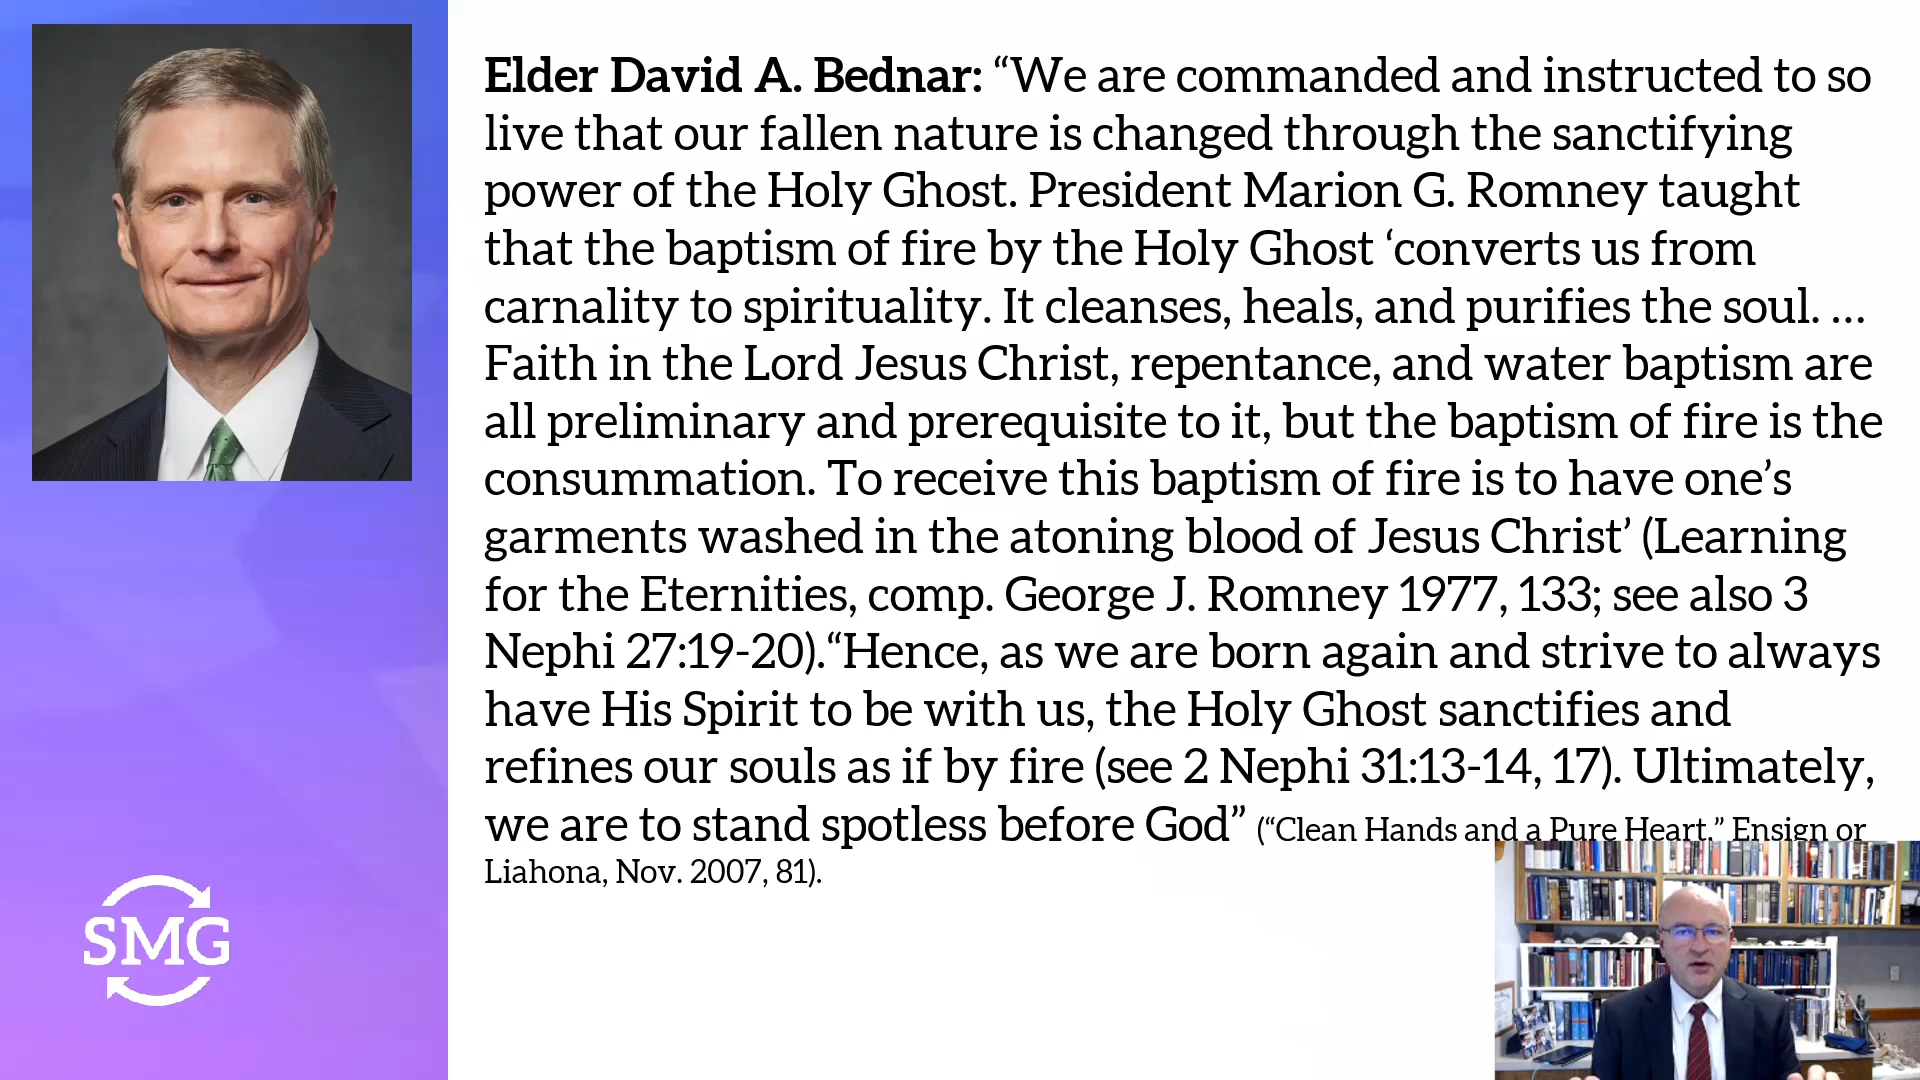 Elder David A. Bednar: “We are commanded and instructed to so
live that our fallen nature is changed through the sanctifying
power of the Holy Ghost. President Marion G. Romney taught
that the baptism of fire by the Holy Ghost ‘converts us from
carnality to spirituality. It cleanses, heals, and purifies the soul. …
Faith in the Lord Jesus Christ, repentance, and water baptism are
all preliminary and prerequisite to it, but the baptism of fire is the
consummation. To receive this baptism of fire is to have one’s
garments washed in the atoning blood of Jesus Christ’ (Learning
for the Eternities, comp. George J. Romney 1977, 133; see also 3
Nephi 27:19-20).“Hence, as we are born again and strive to always
have His Spirit to be with us, the Holy Ghost sanctifies and
refines our souls as if by fire (see 2 Nephi 31:13-14, 17). Ultimately,
we are to stand spotless before God” (“Clean Hands and a Pure Heart,” Ensign or
Liahona, Nov. 2007, 81).
SMG